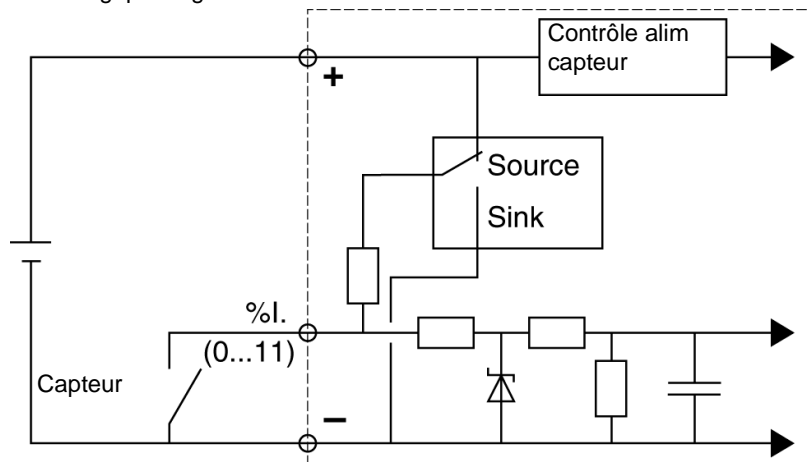 Contrôle alim
capteur
+
Source
Sink
%I.
(0...11)
Capteur
–